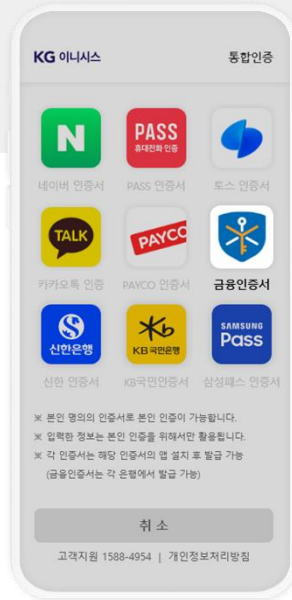 KG 이니시스
통합인증
N
PASS
휴대전화 인증
네이버 인증서
PASS 인증서
토스 인증서
TALK
PAYCO
카카오톡 인증
PAYCO 인증서
금융인증서
신한은행
KB 국민은행
SAMSUNG
Pass
신한 인증서
KB국민인증서
삼성패스 인증서
※ 본인 명의의 인증서로 본인 인증이 가능합니다.
※ 입력한 정보는 본인 인증을 위해서만 활용됩니다.
※ 각 인증서는 해당 인증서의 앱 설치 후 발급 가능
(금융인증서는 각 은행에서 발급 가능)
취 소
고객지원 1588-4954 | 개인정보처리방침